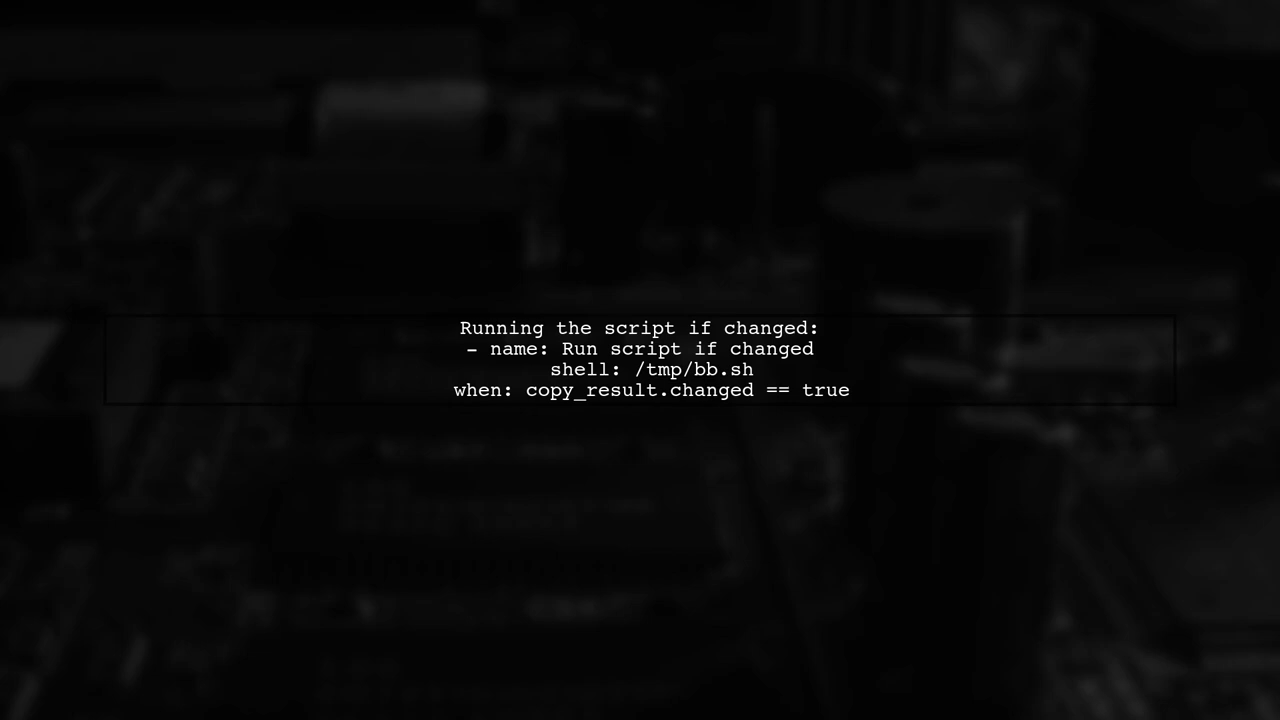 Running the script if changed:
- name: Run script if changed
shell: /tmp/bb.sh
when: copy_result.changed == true